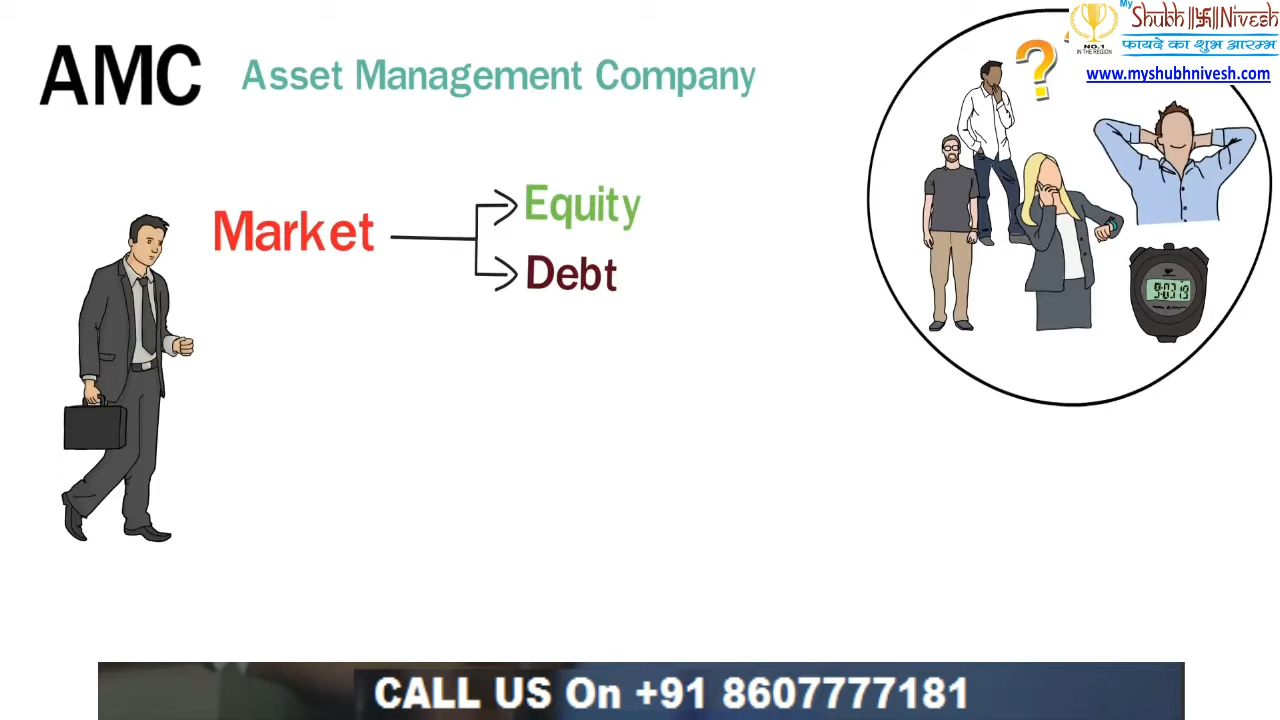 AMC Asset Management Company
My
Shubh 卐 Nivesh
NO.1
IN THE REGION
फायदे का शुभ आरम्भ
www.myshubhnivesh.com
?
Market
Equity
Debt
CALL US On +91 8607777181